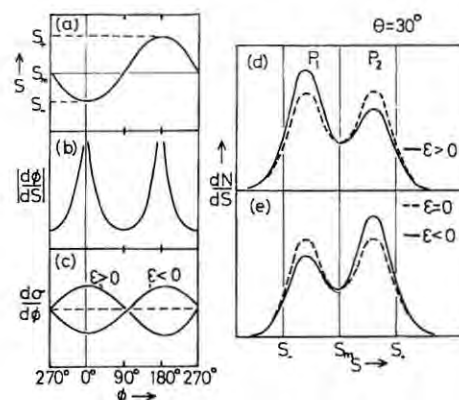 (a)
S₊
↑
S
Sₘ
S₋
(b)
|dφ/dS|
(c)
ε>0
ε<0
dσ/dφ
270° 0° 90° 180° 270°
φ →
θ=30°
(d)
P₁
P₂
— ε>0
↑
dN/dS
(e)
--- ε=0
— ε<0
S₋ Sₘ S₊
S →